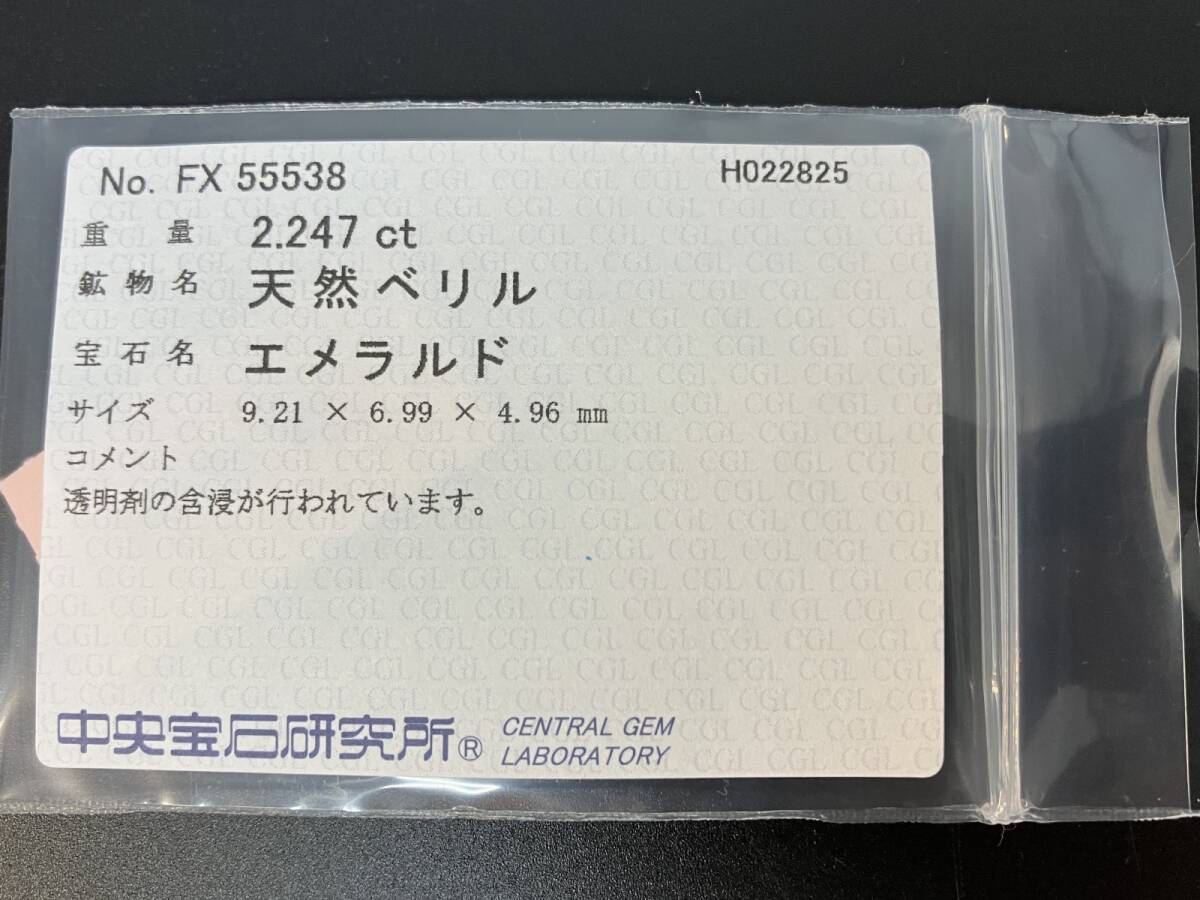 No. FX 55538 H022825
重 量 2.247 ct
鉱物名 天然ベリル
宝石名 エメラルド
サイズ 9.21 × 6.99 × 4.96 mm
コメント
透明剤の含浸が行われています。
中央宝石研究所® CENTRAL GEM
LABORATORY